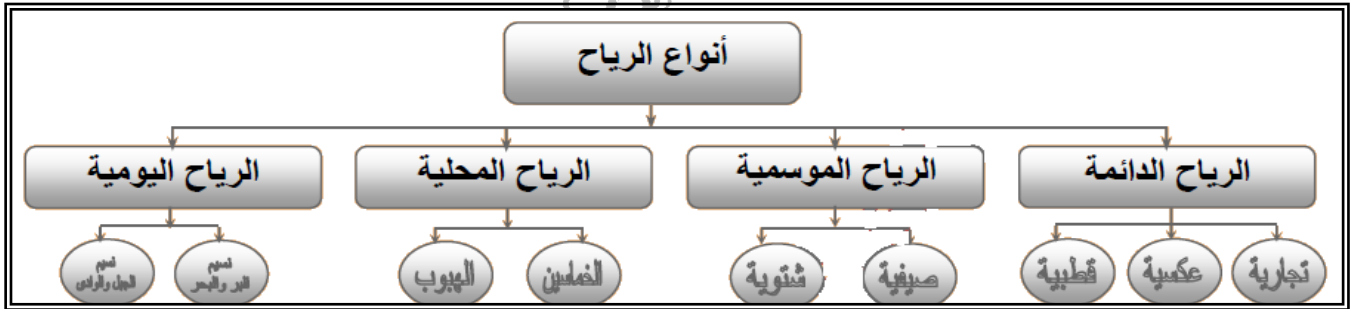 أنواع الرياح
الرياح الدائمة
الرياح الموسمية
الرياح المحلية
الرياح اليومية
تجارية
عكسية
قطبية
صيفية
شتوية
الخماسين
الهبوب
نسيم
البر والبحر
نسيم
الجبل والوادى